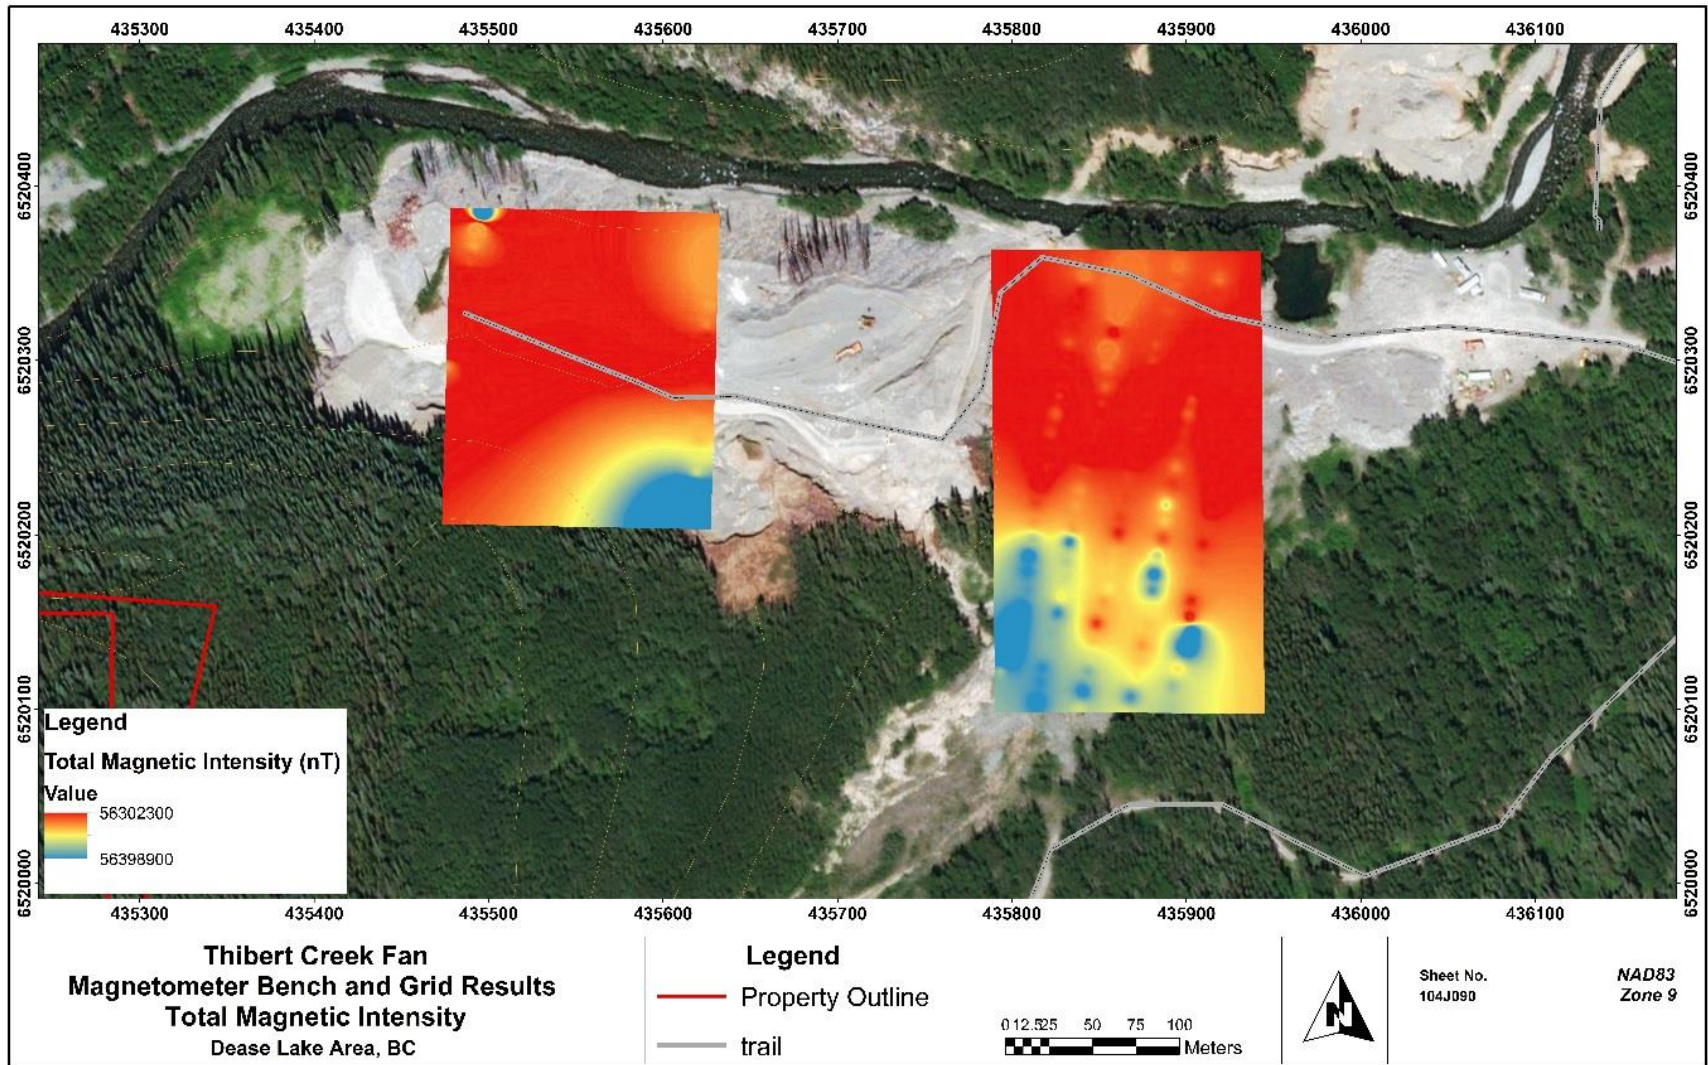 435300 435400 435500 435600 435700 435800 435900 436000 436100
6520400 6520400
6520300 6520300
6520200 6520200
6520100 6520100
6520000 6520000
Legend
Total Magnetic Intensity (nT)
Value
56302300
56398900
435300 435400 435500 435600 435700 435800 435900 436000 436100
Thibert Creek Fan
Magnetometer Bench and Grid Results
Total Magnetic Intensity
Dease Lake Area, BC
Legend
Property Outline
trail
0 12.525 50 75 100
Meters
N
Sheet No.
104J090
NAD83
Zone 9